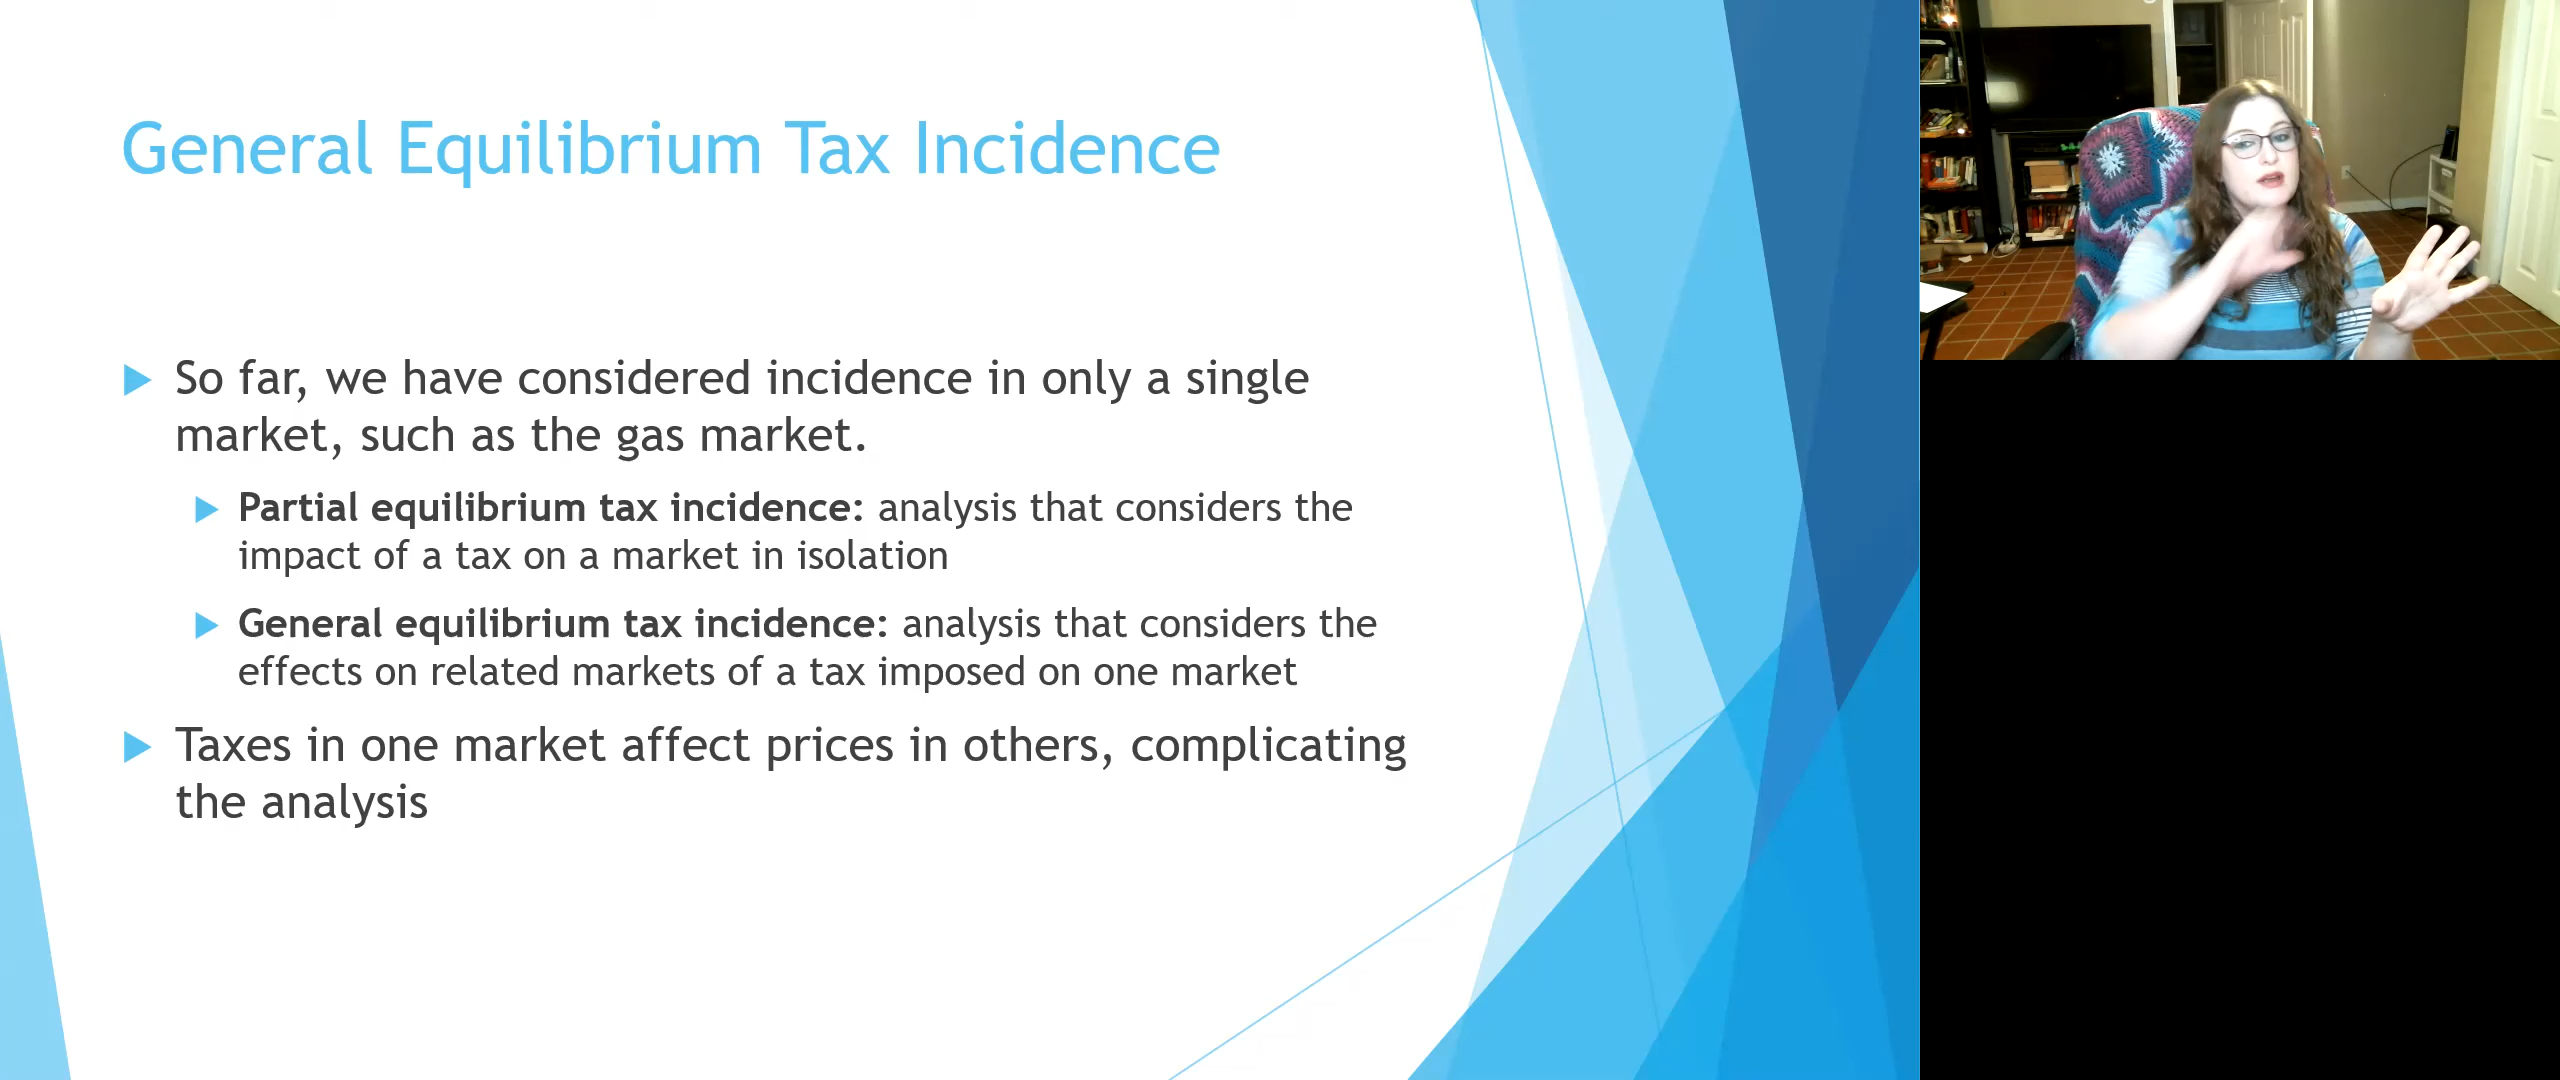 General Equilibrium Tax Incidence
So far, we have considered incidence in only a single
market, such as the gas market.
Partial equilibrium tax incidence: analysis that considers the
impact of a tax on a market in isolation
General equilibrium tax incidence: analysis that considers the
effects on related markets of a tax imposed on one market
Taxes in one market affect prices in others, complicating
the analysis